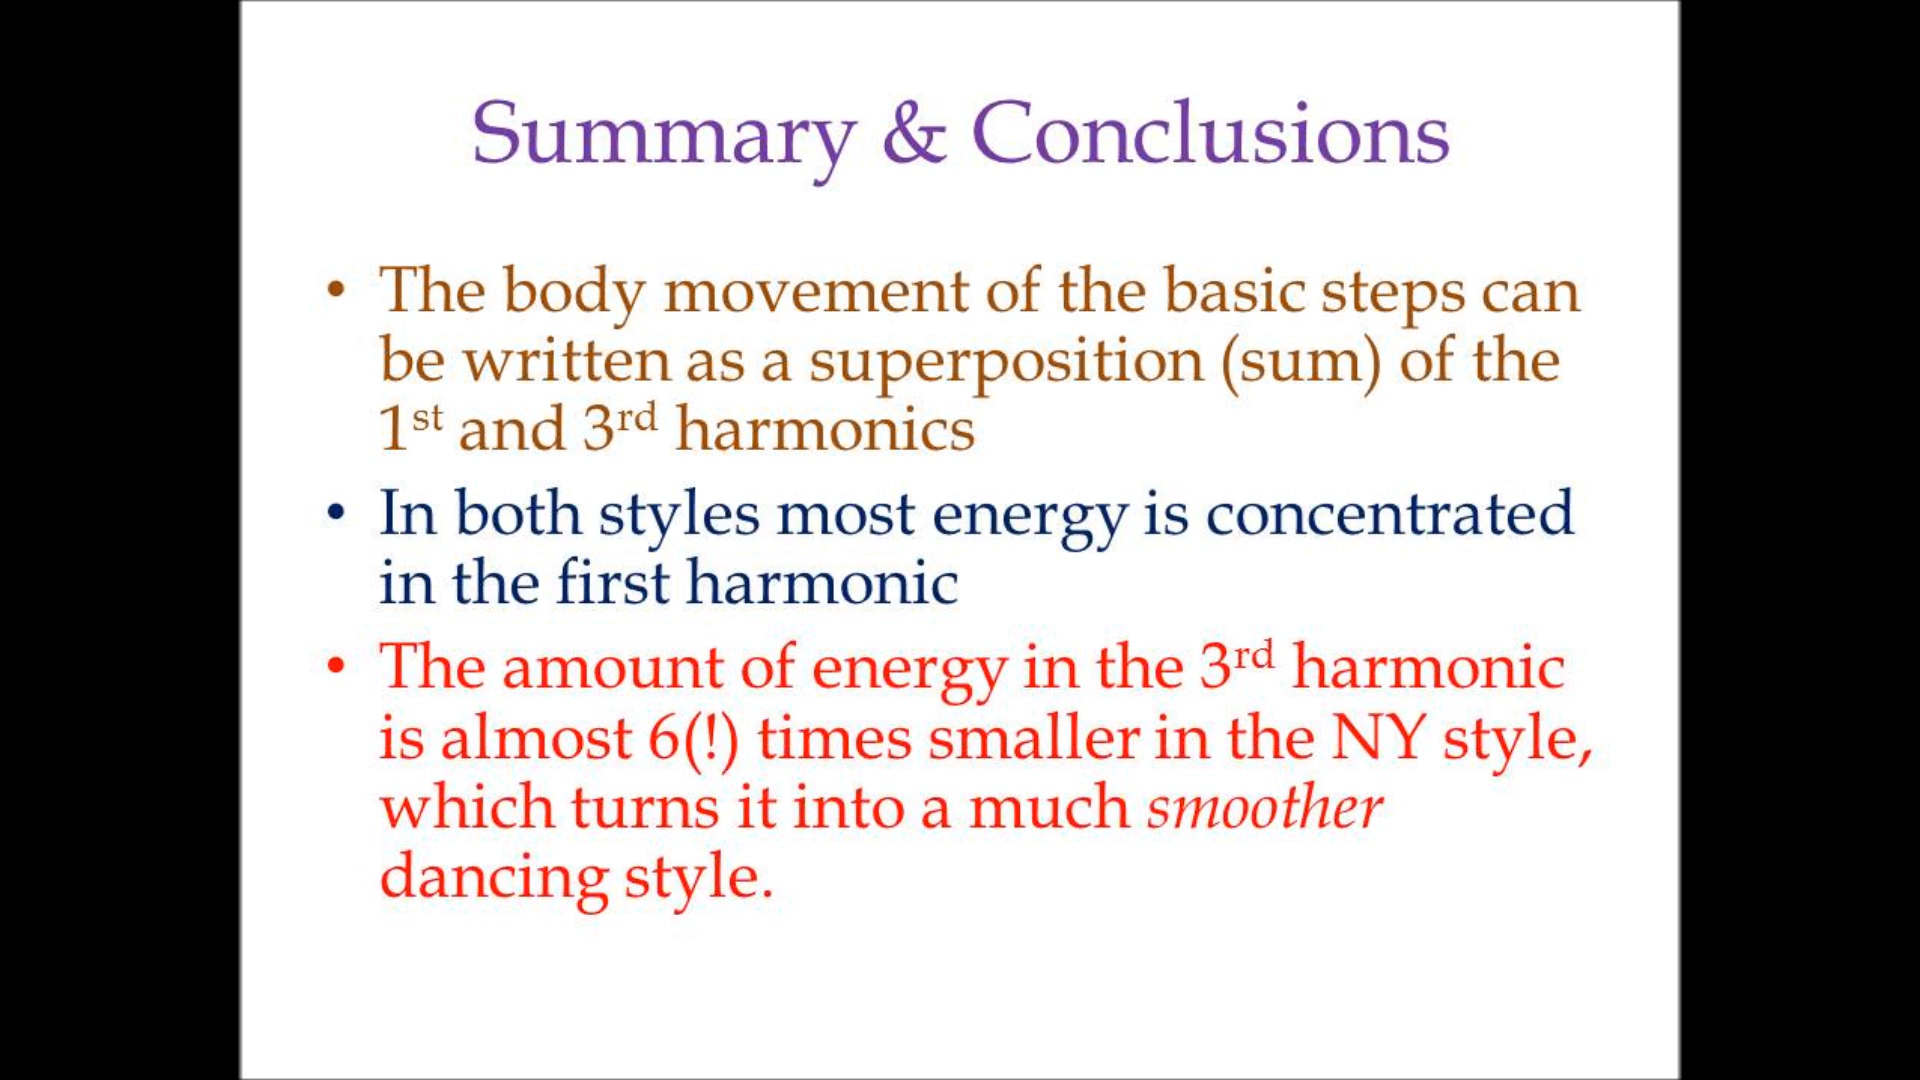 Summary & Conclusions
• The body movement of the basic steps can
be written as a superposition (sum) of the
1st and 3rd harmonics
• In both styles most energy is concentrated
in the first harmonic
• The amount of energy in the 3rd harmonic
is almost 6(!) times smaller in the NY style,
which turns it into a much smoother
dancing style.